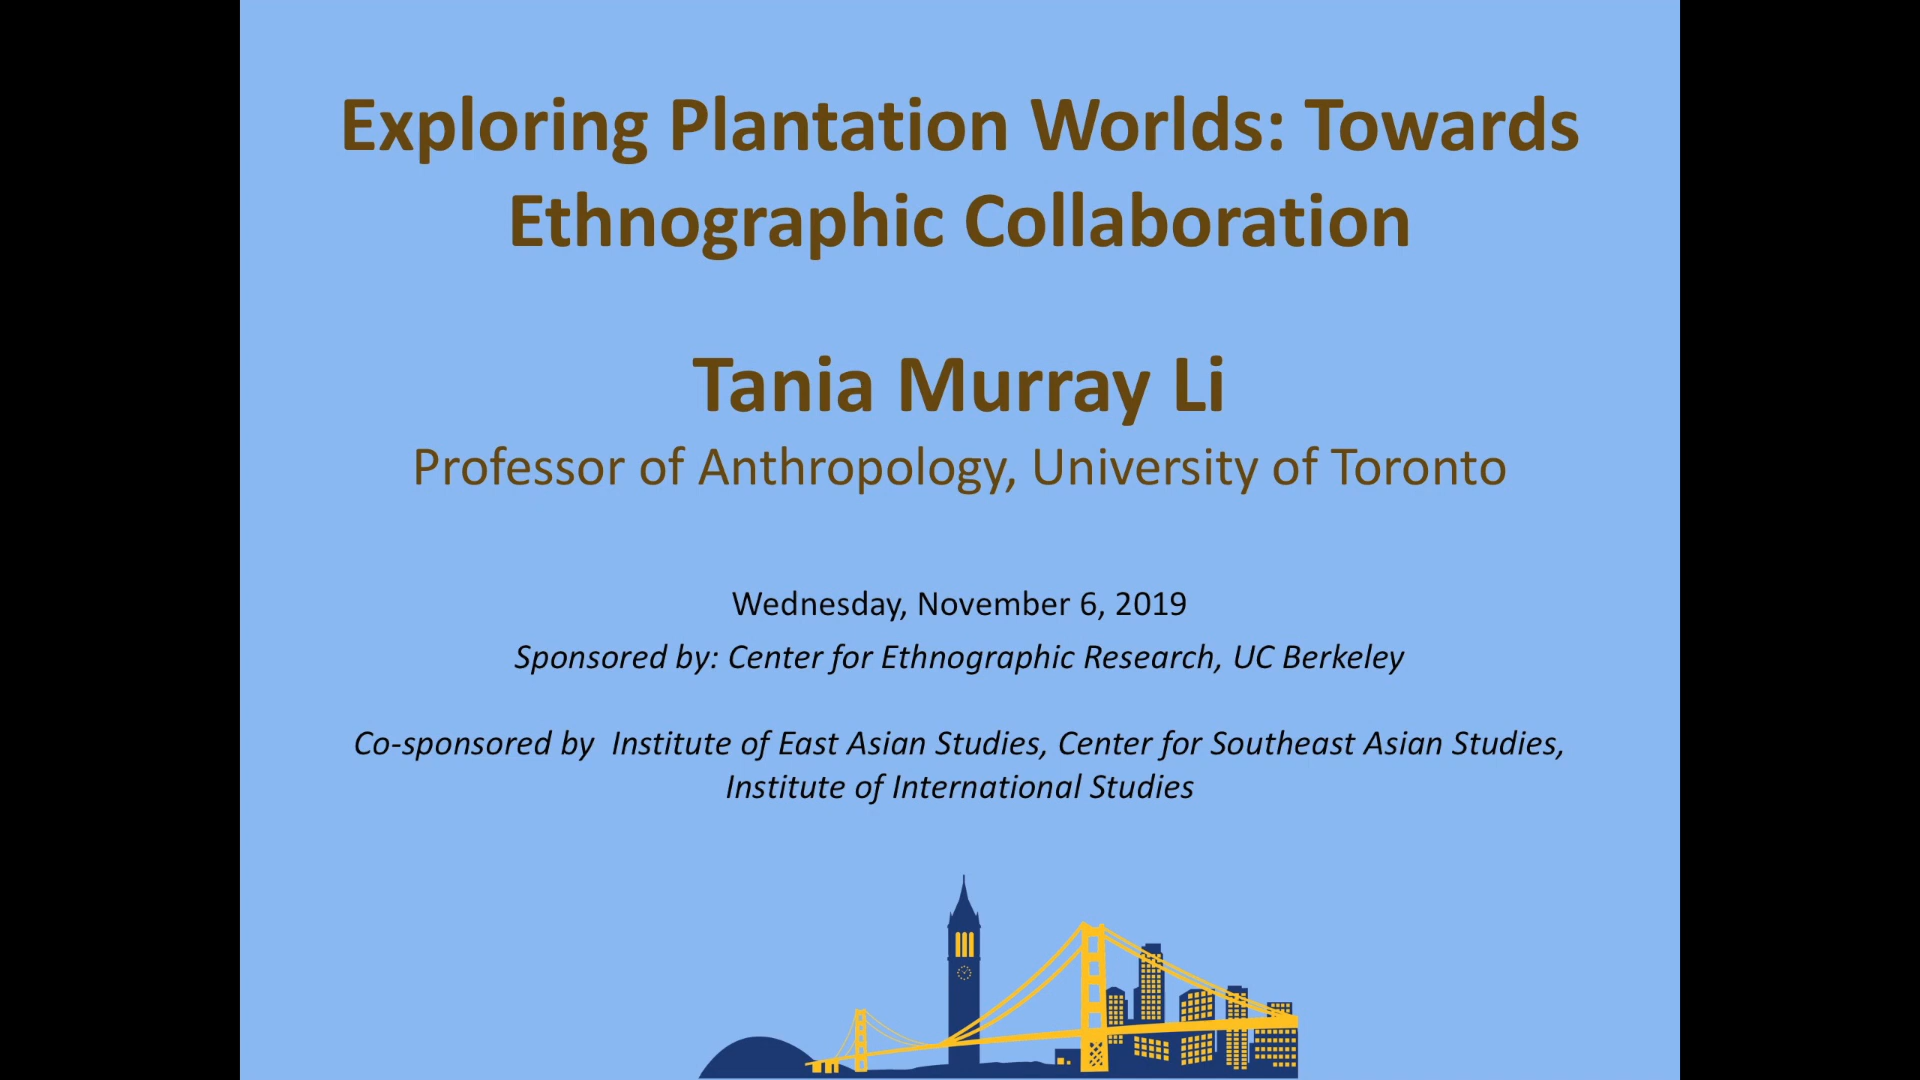 Exploring Plantation Worlds: Towards
Ethnographic Collaboration
Tania Murray Li
Professor of Anthropology, University of Toronto
Wednesday, November 6, 2019
Sponsored by: Center for Ethnographic Research, UC Berkeley
Co-sponsored by  Institute of East Asian Studies, Center for Southeast Asian Studies,
Institute of International Studies